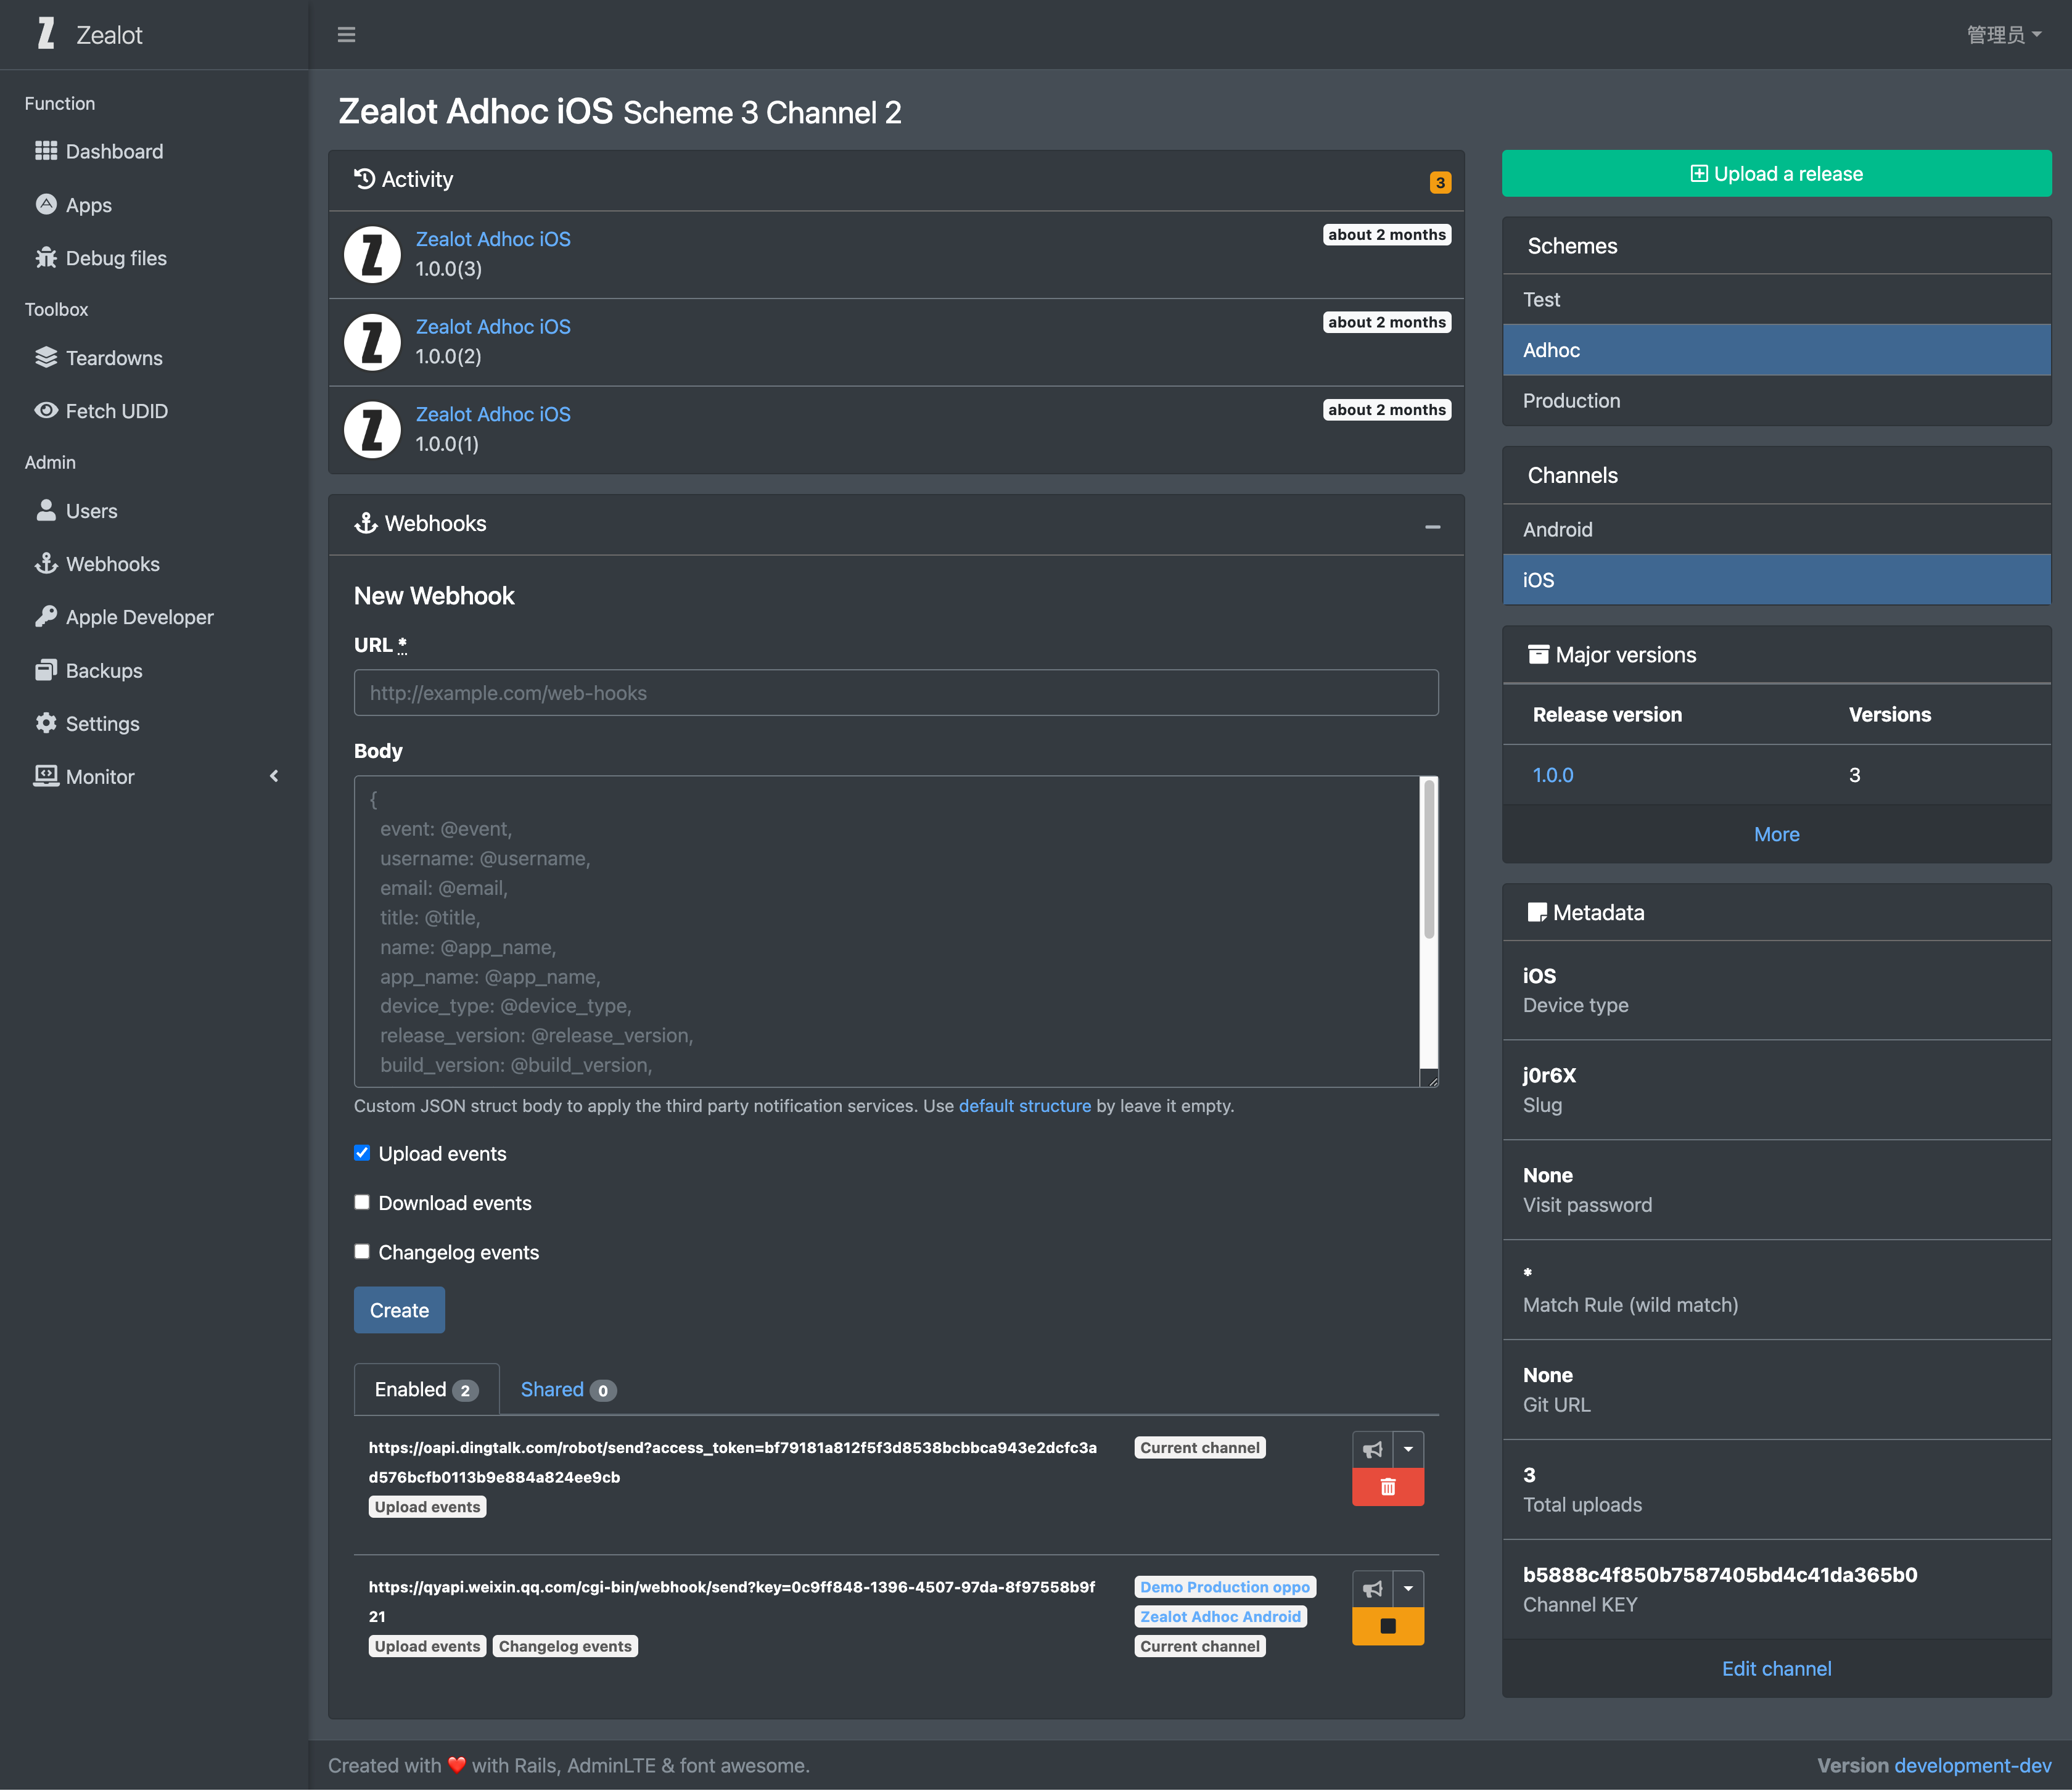 Zealot
管理员
Function
Dashboard
Apps
Debug files
Toolbox
Teardowns
Fetch UDID
Admin
Users
Webhooks
Apple Developer
Backups
Settings
Monitor
Zealot Adhoc iOS Scheme 3 Channel 2
Activity
3
Zealot Adhoc iOS
about 2 months
1.0.0(3)
Zealot Adhoc iOS
about 2 months
1.0.0(2)
Zealot Adhoc iOS
about 2 months
1.0.0(1)
Webhooks
New Webhook
URL *
http://example.com/web-hooks
Body
{
event: @event,
username: @username,
email: @email,
title: @title,
name: @app_name,
app_name: @app_name,
device_type: @device_type,
release_version: @release_version,
build_version: @build_version,
Custom JSON struct body to apply the third party notification services. Use default structure by leave it empty.
Upload events
Download events
Changelog events
Create
Enabled 2
Shared 0
https://oapi.dingtalk.com/robot/send?access_token=bf79181a812f5f3d8538bcbbca943e2dcfc3a
d576bcfb0113b9e884a824ee9cb
Upload events
Current channel
https://qyapi.weixin.qq.com/cgi-bin/webhook/send?key=0c9ff848-1396-4507-97da-8f97558b9f
21
Upload events Changelog events
Demo Production oppo
Zealot Adhoc Android
Current channel
Upload a release
Schemes
Test
Adhoc
Production
Channels
Android
iOS
Major versions
Release version Versions
1.0.0 3
More
Metadata
iOS
Device type
j0r6X
Slug
None
Visit password
*
Match Rule (wild match)
None
Git URL
3
Total uploads
b5888c4f850b7587405bd4c41da365b0
Channel KEY
Edit channel
Created with ❤️ with Rails, AdminLTE & font awesome.
Version development-dev